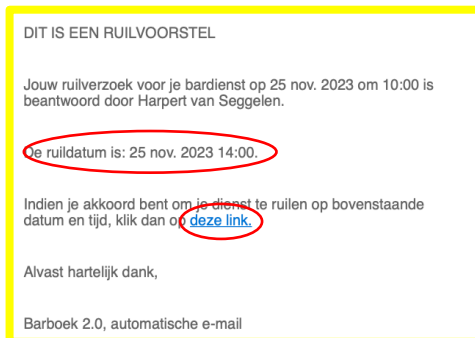 DIT IS EEN RUILVOORSTEL
Jouw ruilverzoek voor je bardienst op 25 nov. 2023 om 10:00 is
beantwoord door Harpert van Seggelen.
De ruildatum is: 25 nov. 2023 14:00.
Indien je akkoord bent om je dienst te ruilen op bovenstaande
datum en tijd, klik dan op deze link.
Alvast hartelijk dank,
Barboek 2.0, automatische e-mail